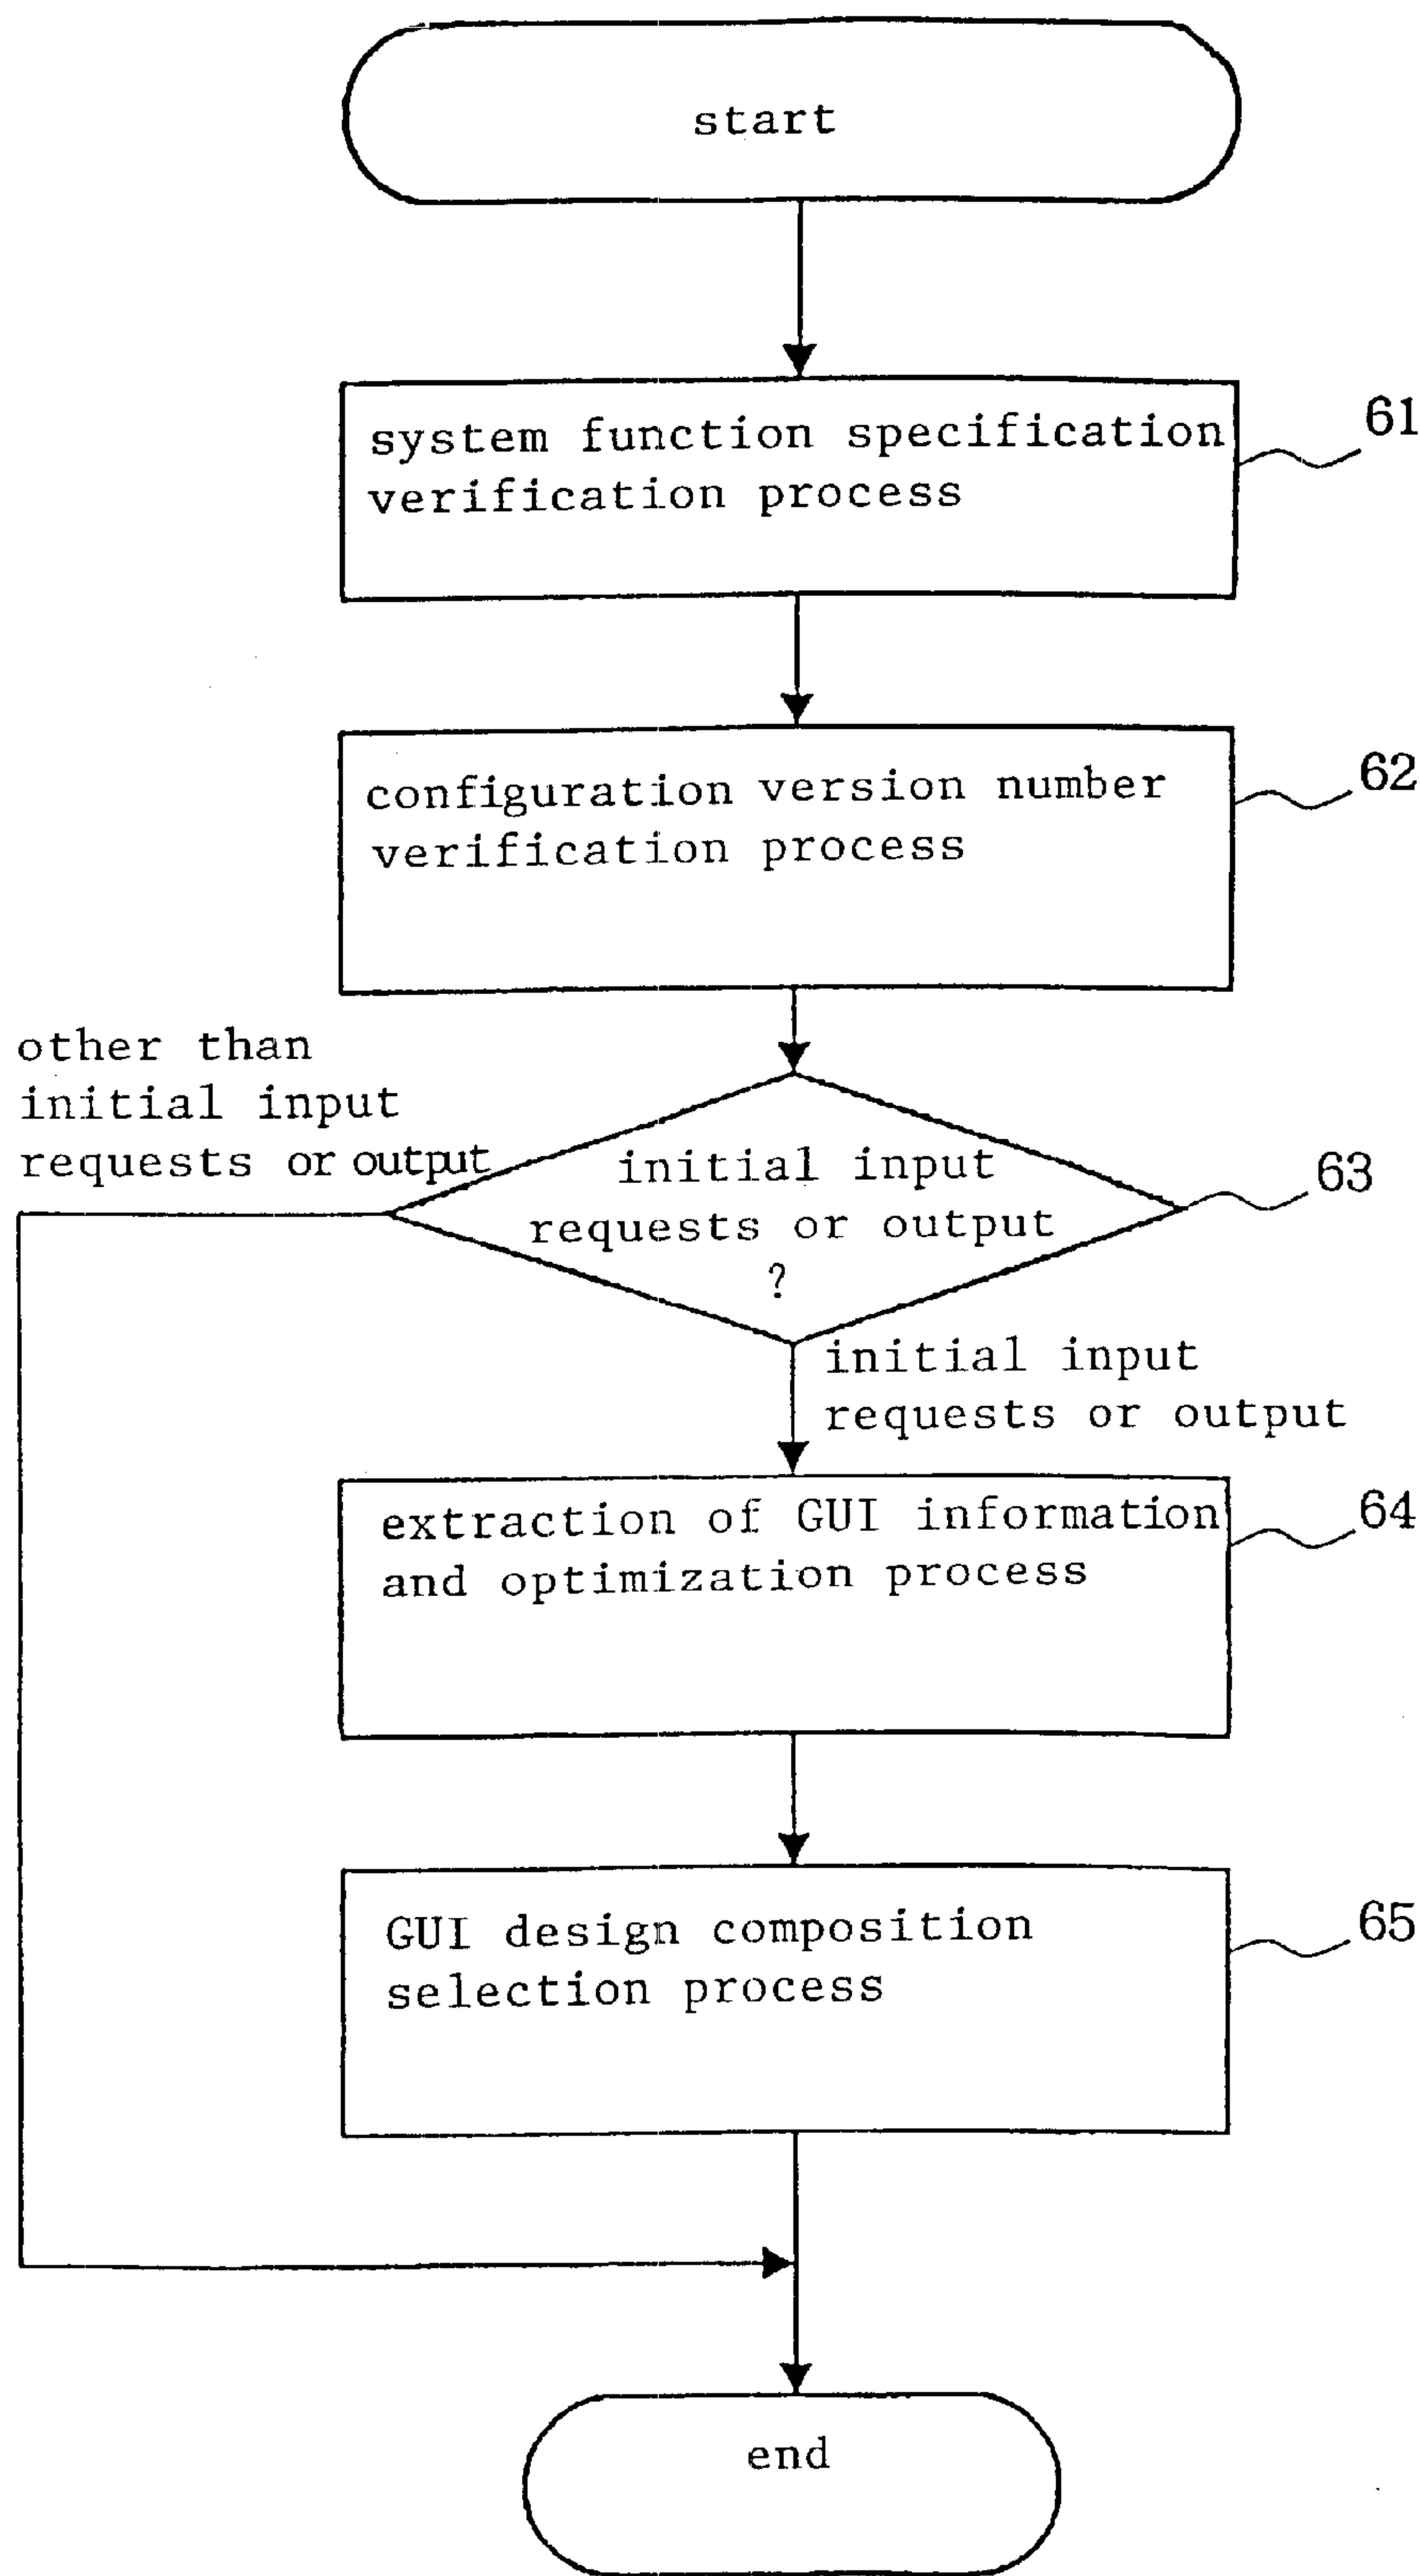 start
system function specification
verification process
61
configuration version number
verification process
62
other than
initial input
requests or output
initial input
requests or output
?
63
initial input
requests or output
extraction of GUI information
and optimization process
64
GUI design composition
selection process
65
end